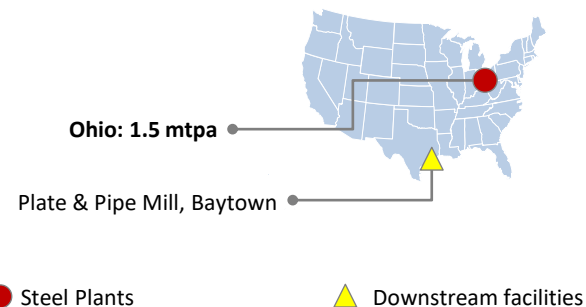 Ohio: 1.5 mtpa
Plate & Pipe Mill, Baytown
Steel Plants
Downstream facilities